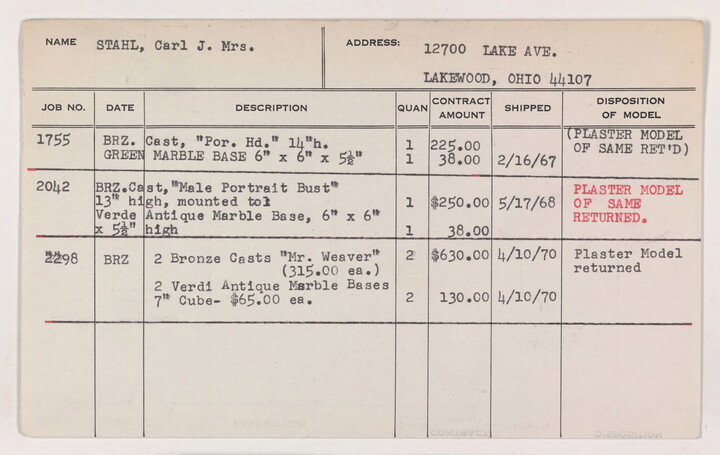 NAME STAHL, Carl J. Mrs. ADDRESS: 12700 LAKE AVE.
LAKEWOOD, OHIO 44107
JOB NO. DATE DESCRIPTION QUAN CONTRACT AMOUNT SHIPPED DISPOSITION OF MODEL
1755 BRZ. Cast, "Por. Hd." 14"h. 1 225.00 (PLASTER MODEL
GREEN MARBLE BASE 6" x 6" x 5½" 1 38.00 2/16/67 OF SAME RET'D)
2042 BRZ.Cast,"Male Portrait Bust" PLASTER MODEL
13" high, mounted to1 1 $250.00 5/17/68 OF SAME
Verde Antique Marble Base, 6" x 6" RETURNED.
x 5½" high 1 38.00
2298 BRZ 2 Bronze Casts "Mr. Weaver" 2 $630.00 4/10/70 Plaster Model
(315.00 ea.) returned
2 Verdi Antique Marble Bases
7" Cube- $65.00 ea. 2 130.00 4/10/70